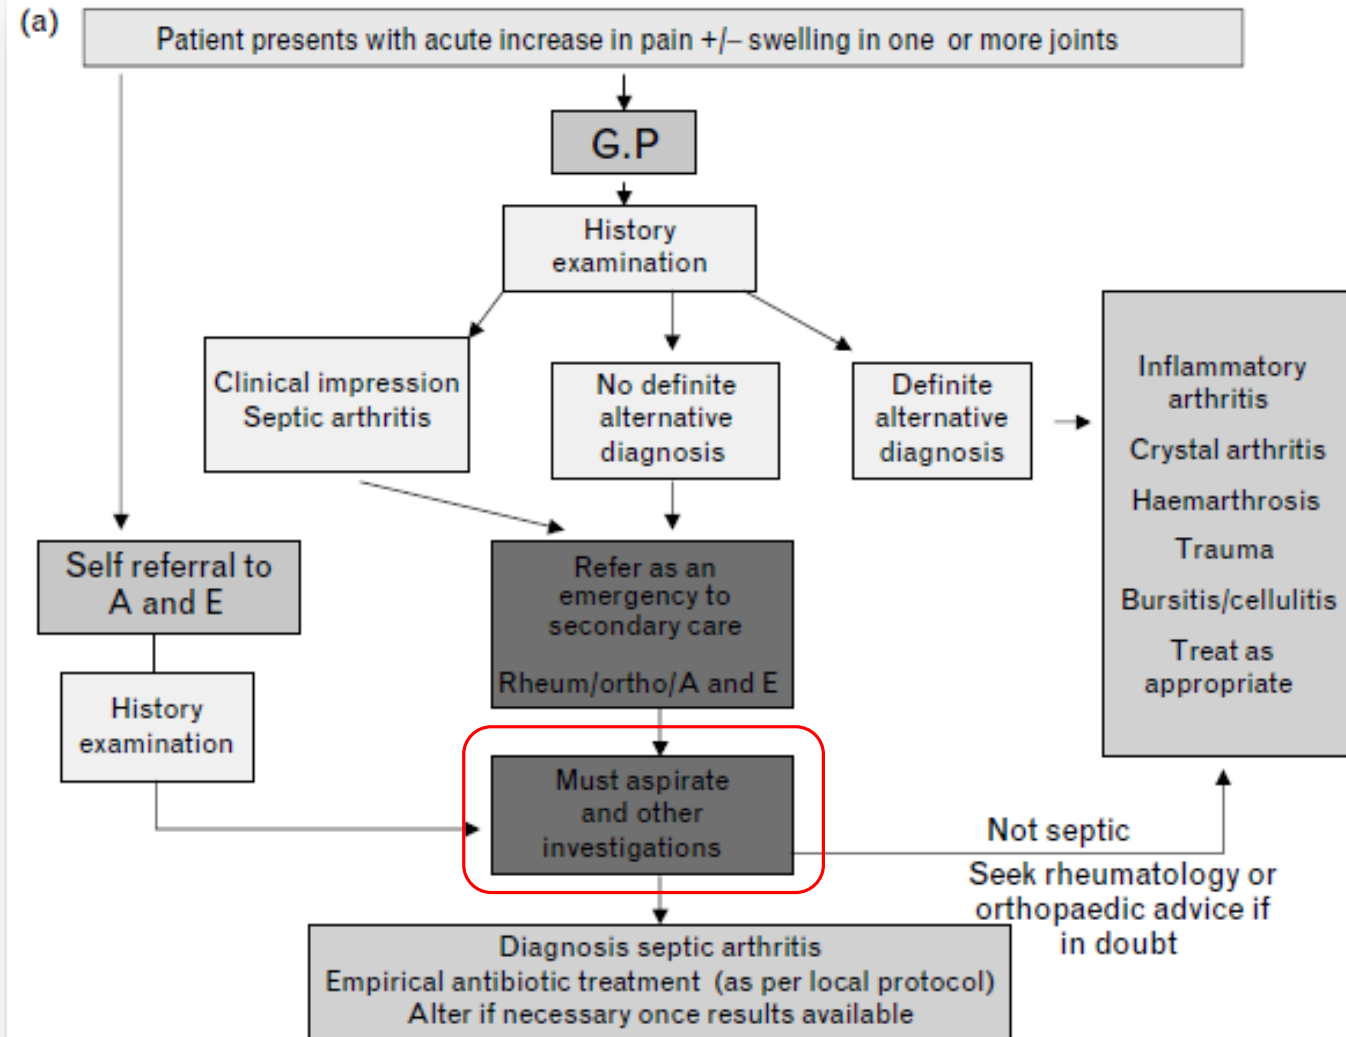 (a)
Patient presents with acute increase in pain +/– swelling in one or more joints
G.P
History
examination
Clinical impression
Septic arthritis
No definite
alternative
diagnosis
Definite
alternative
diagnosis
Inflammatory
arthritis
Crystal arthritis
Haemarthrosis
Trauma
Bursitis/cellulitis
Treat as
appropriate
Self referral to
A and E
History
examination
Refer as an
emergency to
secondary care
Rheum/ortho/A and E
Must aspirate
and other
investigations
Not septic
Seek rheumatology or
orthopaedic advice if
in doubt
Diagnosis septic arthritis
Empirical antibiotic treatment (as per local protocol)
Alter if necessary once results available